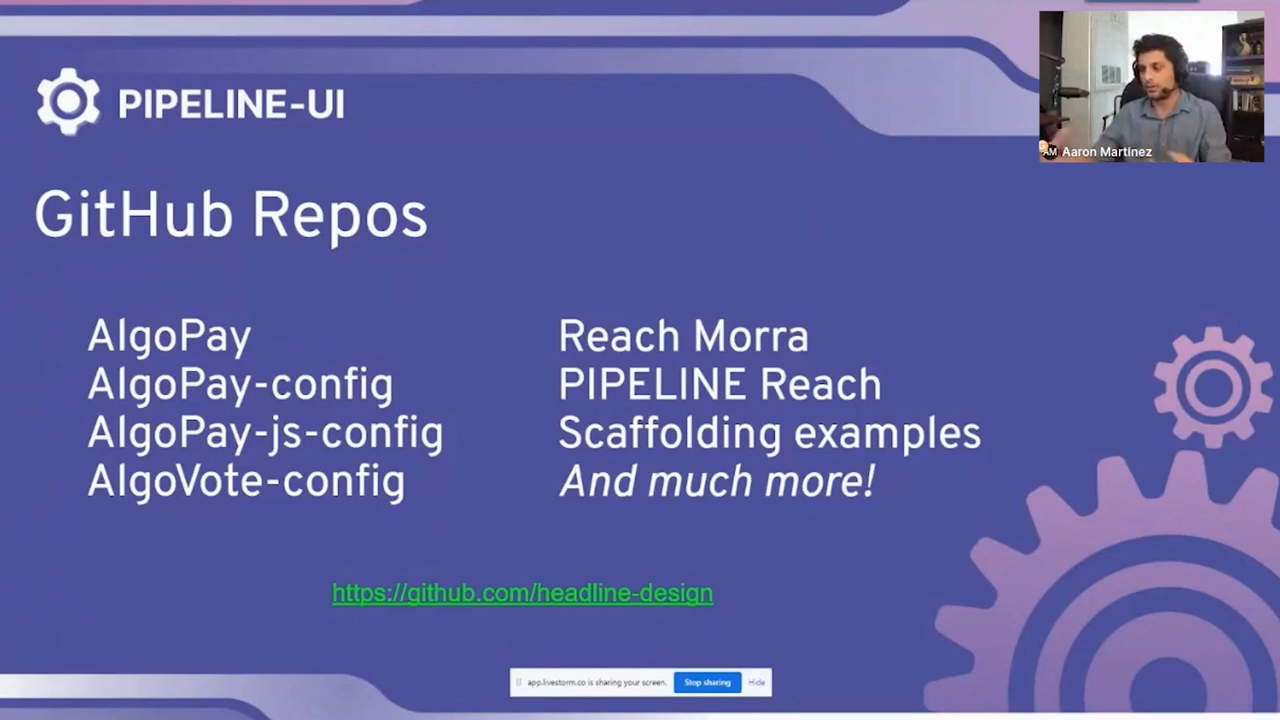 PIPELINE-UI
AM Aaron Martinez
GitHub Repos
AlgoPay
AlgoPay-config
AlgoPay-js-config
AlgoVote-config
Reach Morra
PIPELINE Reach
Scaffolding examples
And much more!
https://github.com/headline-design
app.livestorm.co is sharing your screen. Stop sharing Hide